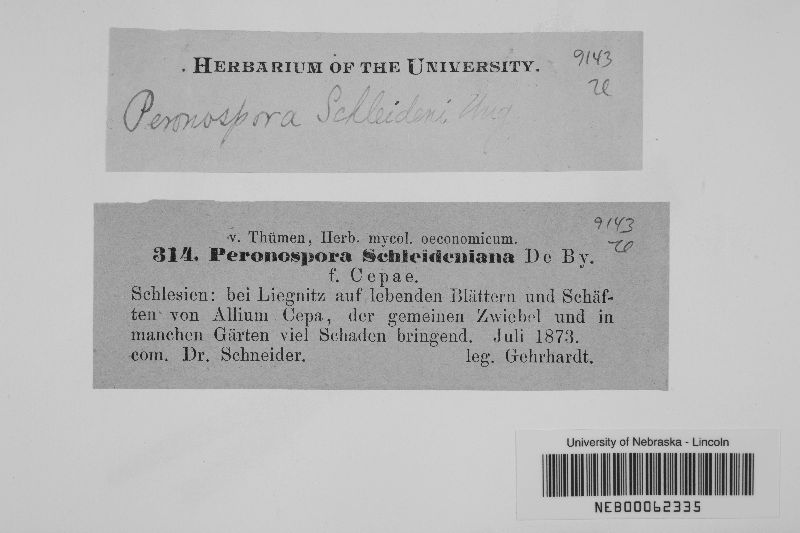 . HERBARIUM OF THE UNIVERSITY.
9143
Peronospora Schleideni. Ung
v. Thümen, Herb. mycol. oeconomicum.
9143
314. Peronospora Schleideniana De By.
f. Cepae.
Schlesien: bei Liegnitz auf lebenden Blättern und Schäf-
ten von Allium Cepa, der gemeinen Zwiebel und in
manchen Gärten viel Schaden bringend. Juli 1873.
com. Dr. Schneider. leg. Gehrhardt.
University of Nebraska - Lincoln
NEB00062335